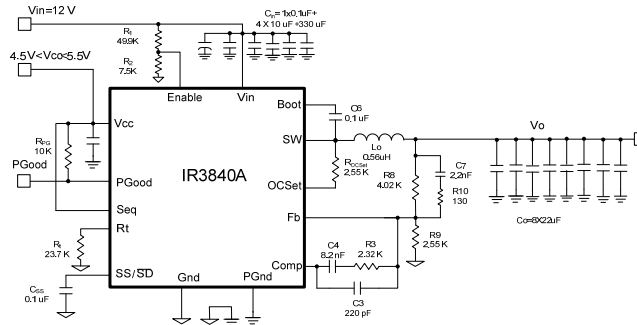 Vin=12 V
4.5V<Vcc<5.5V
R1
49.9K
R2
7.5K
Cin= 1x0.1uF+
4 X 10 uF +330 uF
Enable
Vin
Boot
C6
0.1 uF
Vcc
SW
Lo
0.56uH
Vo
RPG
10K
PGood
PGood
IR3840A
OCSet
ROCSet
2.55 K
R8
4.02 K
C7
2.2nF
R10
130
Co=8X22uF
Seq
Fb
Rt
Rt
23.7 K
R9
2.55 K
C4
8.2nF
R3
2.32 K
Comp
C3
220 pF
SS/SD
CSS
0.1 uF
Gnd
PGnd